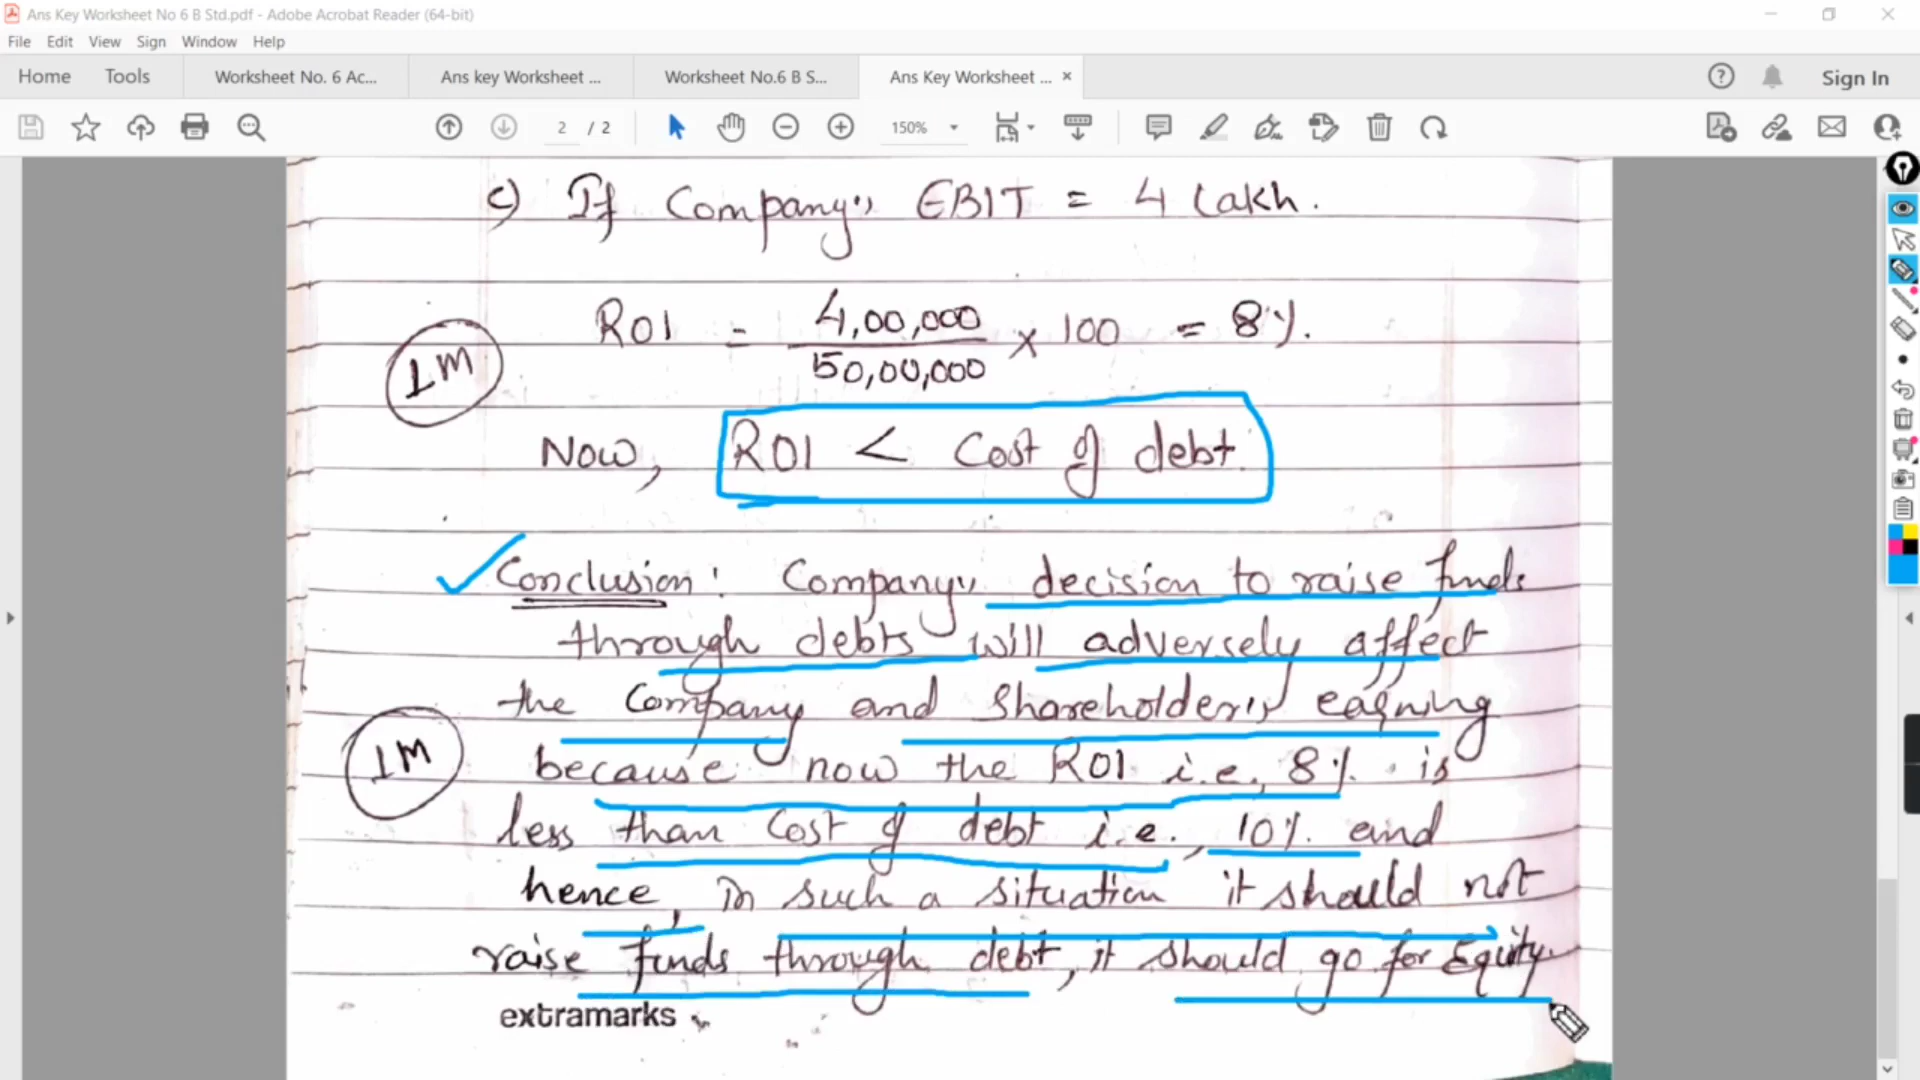 Ans Key Worksheet No 6 B Std.pdf - Adobe Acrobat Reader (64-bit)
File Edit View Sign Window Help
Home Tools Worksheet No. 6 Ac... Ans key Worksheet ... Worksheet No.6 B S... Ans Key Worksheet ... × Sign In
2 / 2 150%
c) If Company's EBIT = 4 Lakh.
ROI = 4,00,000 / 50,00,000 × 100 = 8%.
1M
Now, ROI < Cost of debt.
Conclusion: Company's decision to raise funds
through debts will adversely affect
the Company and Shareholder's earning
1M
because now the ROI i.e., 8% is
less than Cost of debt i.e., 10% and
hence, in such a situation it should not
raise funds through debt, it should go for Equity.
extramarks